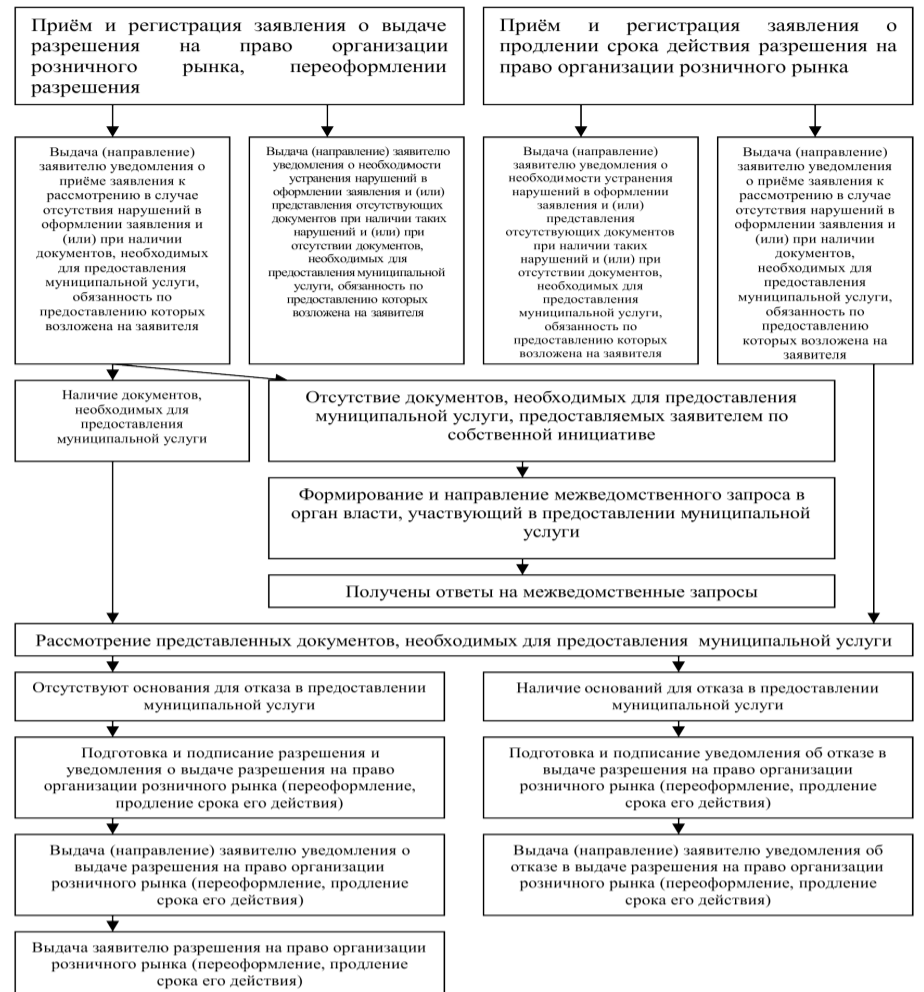 Приём и регистрация заявления о выдаче
разрешения на право организации
розничного рынка, переоформлении
разрешения
Приём и регистрация заявления о
продлении срока действия разрешения на
право организации розничного рынка
Выдача (направление)
заявителю уведомления о
приёме заявления к
рассмотрению в случае
отсутствия нарушений в
оформлении заявления и
(или) при наличии
документов, необходимых
для предоставления
муниципальной услуги,
обязанность по
предоставлению которых
возложена на заявителя
Выдача (направление) заявителю
уведомления о необходимости
устранения нарушений в
оформлении заявления и (или)
представления отсутствующих
документов при наличии таких
нарушений и (или) при
отсутствии документов,
необходимых для
предоставления муниципальной
услуги, обязанность по
предоставлению которых
возложена на заявителя
Выдача (направление)
заявителю уведомления о
необходимости устранения
нарушений в оформлении
заявления и (или)
представления
отсутствующих документов
при наличии таких
нарушений и (или) при
отсутствии документов,
необходимых для
предоставления
муниципальной услуги,
обязанность по
предоставлению которых
возложена на заявителя
Выдача (направление)
заявителю уведомления
о приёме заявления к
рассмотрению в случае
отсутствия нарушений в
оформлении заявления и
(или) при наличии
документов,
необходимых для
предоставления
муниципальной услуги,
обязанность по
предоставлению
которых возложена на
заявителя
Наличие документов,
необходимых для
предоставления
муниципальной услуги
Отсутствие документов, необходимых для предоставления
муниципальной услуги, предоставляемых заявителем по
собственной инициативе
Формирование и направление межведомственного запроса в
орган власти, участвующий в предоставлении муниципальной
услуги
Получены ответы на межведомственные запросы
Рассмотрение представленных документов, необходимых для предоставления муниципальной услуги
Отсутствуют основания для отказа в предоставлении
муниципальной услуги
Наличие оснований для отказа в предоставлении
муниципальной услуги
Подготовка и подписание разрешения и
уведомления о выдаче разрешения на право
организации розничного рынка (переоформление,
продление срока его действия)
Подготовка и подписание уведомления об отказе в
выдаче разрешения на право организации
розничного рынка (переоформление, продление
срока его действия)
Выдача (направление) заявителю уведомления о
выдаче разрешения на право организации
розничного рынка (переоформление, продление
срока его действия)
Выдача (направление) заявителю уведомления об
отказе в выдаче разрешения на право организации
розничного рынка (переоформление, продление
срока его действия)
Выдача заявителю разрешения на право организации
розничного рынка (переоформление, продление
срока его действия)